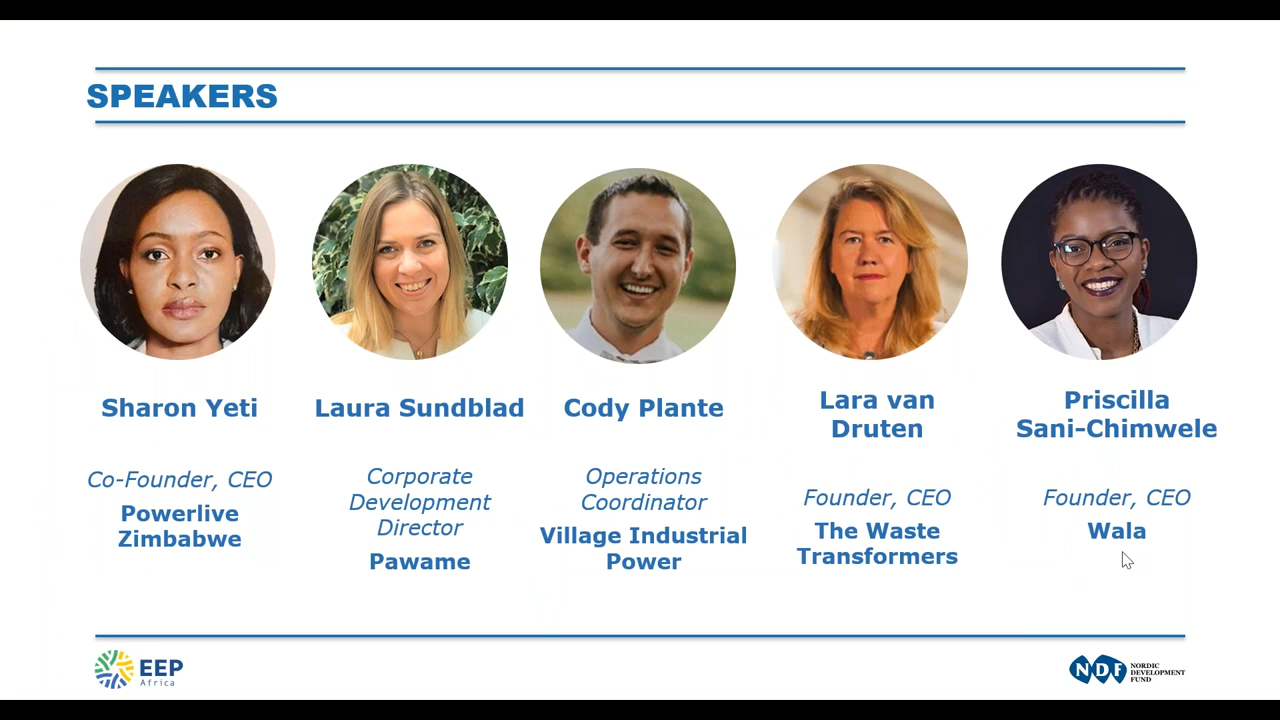 SPEAKERS
Sharon Yeti
Co-Founder, CEO
Powerlive
Zimbabwe
Laura Sundblad
Corporate
Development
Director
Pawame
Cody Plante
Operations
Coordinator
Village Industrial
Power
Lara van
Druten
Founder, CEO
The Waste
Transformers
Priscilla
Sani-Chimwele
Founder, CEO
Wala
EEP
Africa
NDF
NORDIC
DEVELOPMENT
FUND